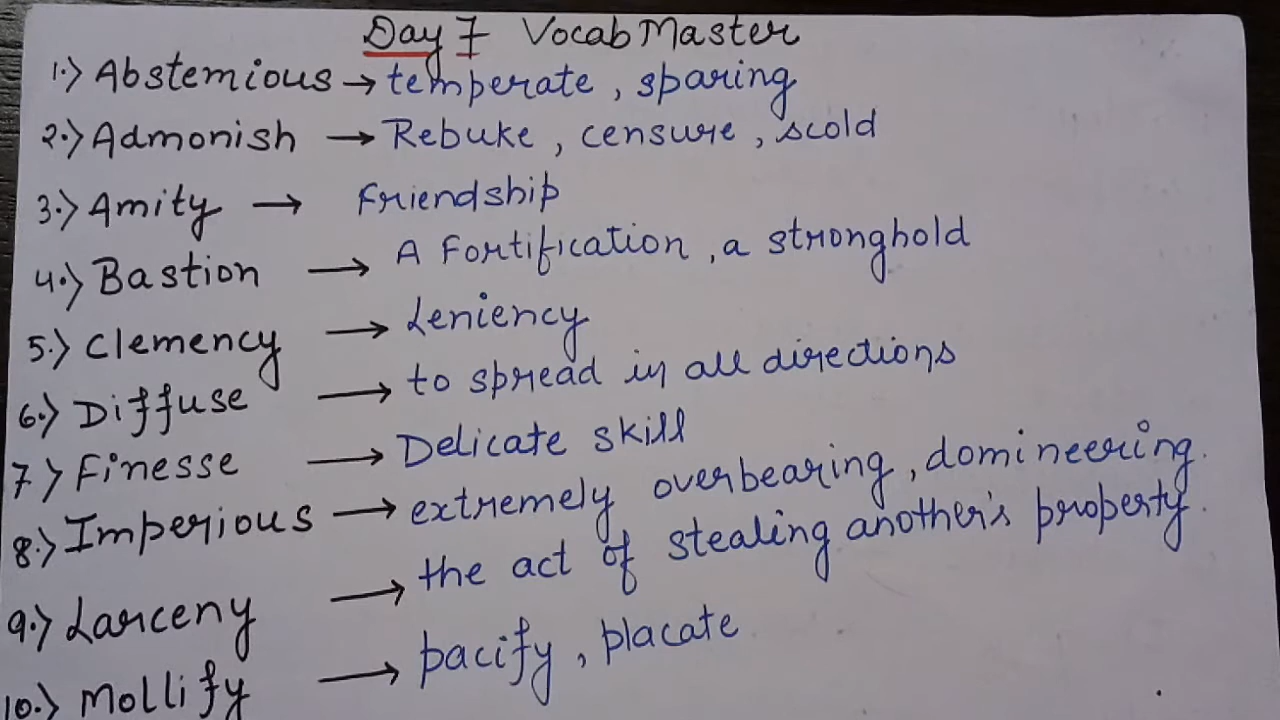 Day 7 Vocab Master
1.) Abstemious → temperate, sparing
2.) Admonish → Rebuke, censure, scold
3.) Amity → Friendship
4.) Bastion → A Fortification, a stronghold
5.) Clemency → Leniency
6.) Diffuse → to spread in all directions
7.) Finesse → Delicate skill
8.) Imperious → extremely overbearing, domineering.
9.) Larceny → the act of stealing another's property.
10.) Mollify → pacify, placate